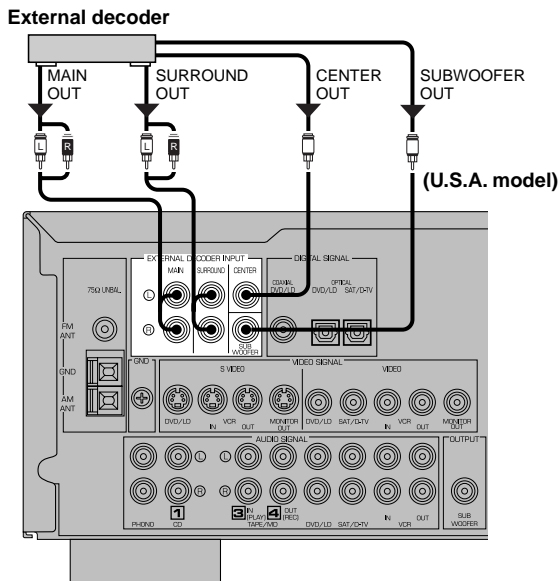 External decoder
MAIN OUT
SURROUND OUT
CENTER OUT
SUBWOOFER OUT
L R L R
(U.S.A. model)
EXTERNAL DECODER INPUT
MAIN SURROUND CENTER
L
R
SUB WOOFER
DIGITAL SIGNAL
COAXIAL OPTICAL
DVD/LD DVD/LD SAT/D-TV
75Ω UNBAL.
FM ANT
GND
AM ANT
GND
VIDEO SIGNAL
S VIDEO VIDEO
DVD/LD IN VCR OUT MONITOR OUT DVD/LD SAT/D-TV IN VCR OUT MONITOR OUT
AUDIO SIGNAL
L L
R R
PHONO 1 CD 3 IN (PLAY) 4 OUT (REC) TAPE/MD DVD/LD SAT/D-TV IN VCR OUT
OUTPUT
SUB WOOFER